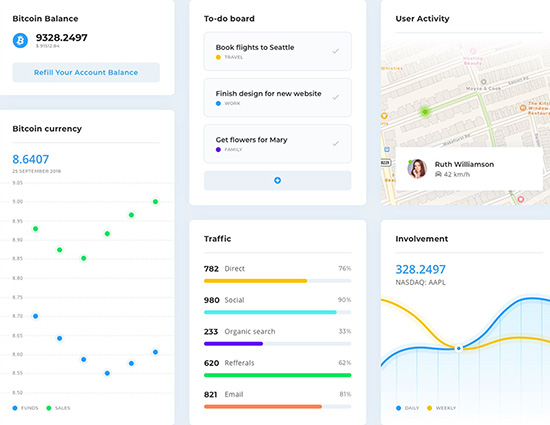 Bitcoin Balance
9328.2497
$ 91512.84
Refill Your Account Balance
Bitcoin currency
8.6407
25 SEPTEMBER 2018
9.05
9.00
8.95
8.90
8.85
8.80
8.75
8.70
8.65
8.60
8.55
8.50
FUNDS
SALES
To-do board
Book flights to Seattle
TRAVEL
Finish design for new website
WORK
Get flowers for Mary
FAMILY
Traffic
782 Direct 76%
980 Social 90%
233 Organic search 33%
620 Refferals 62%
821 Email 81%
User Activity
Ruth Williamson
42 km/h
Involvement
328.2497
NASDAQ: AAPL
DAILY
WEEKLY